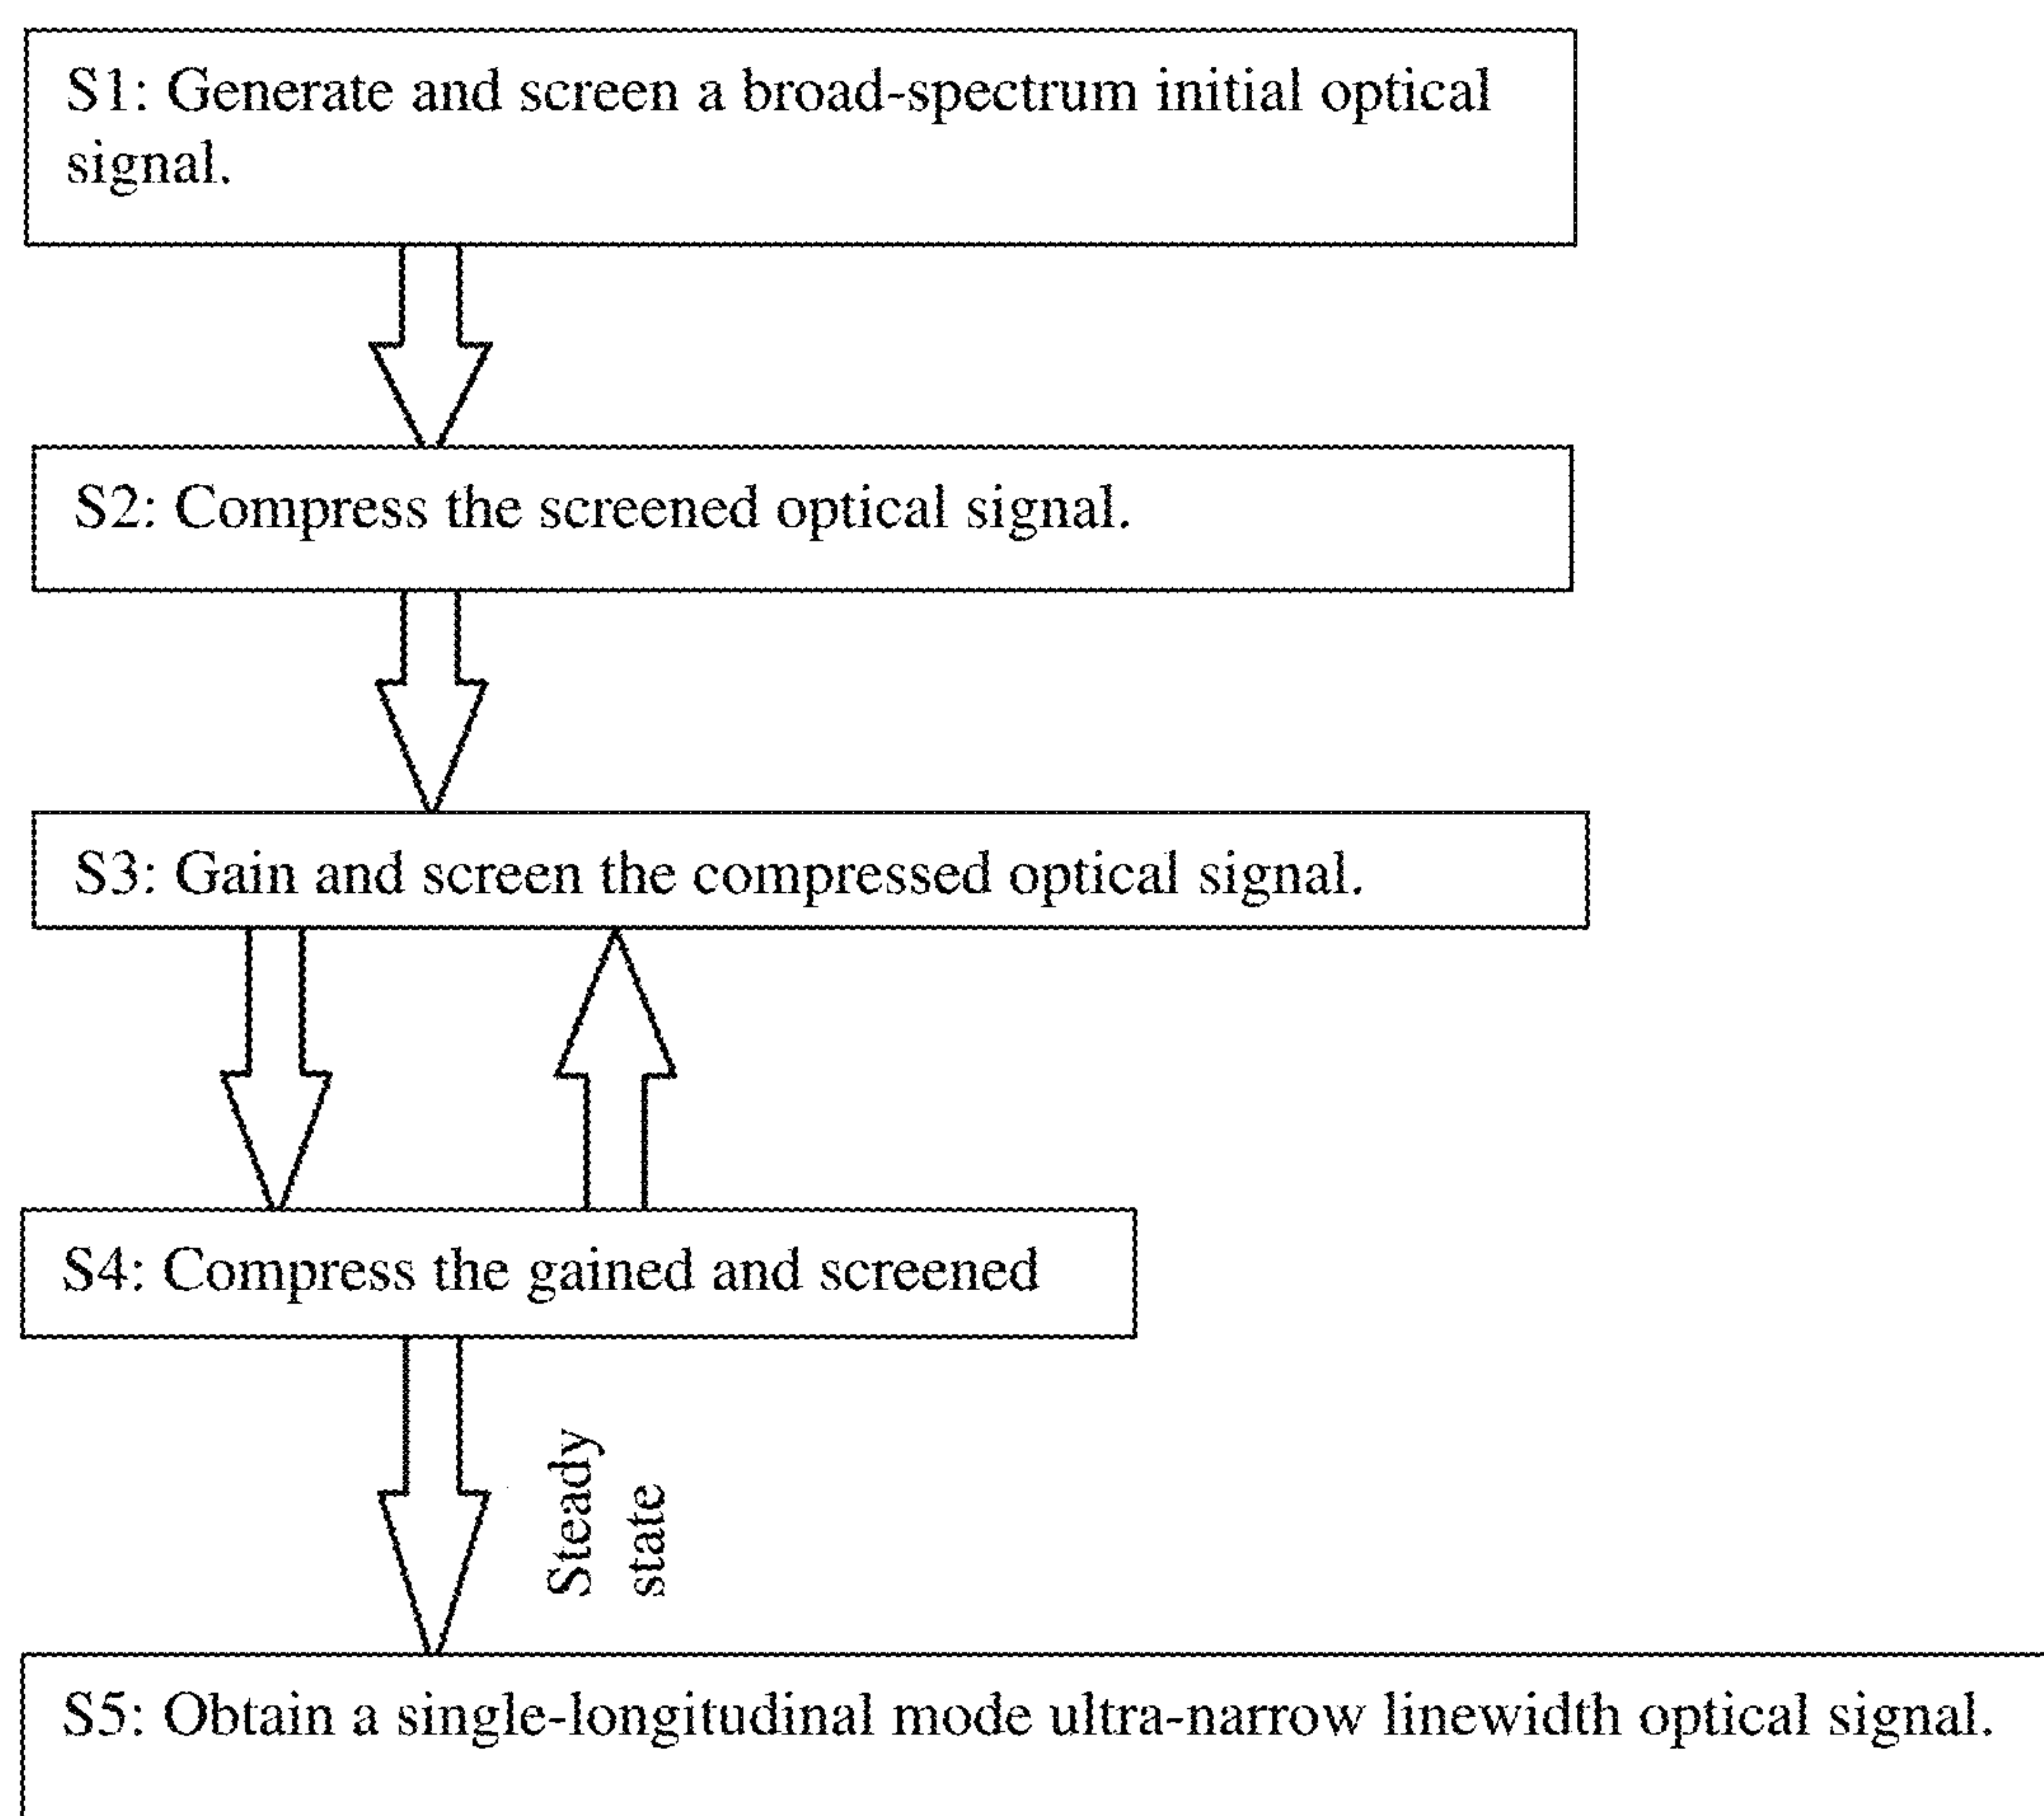 S1: Generate and screen a broad-spectrum initial optical
signal.
S2: Compress the screened optical signal.
S3: Gain and screen the compressed optical signal.
S4: Compress the gained and screened
Steady
state
S5: Obtain a single-longitudinal mode ultra-narrow linewidth optical signal.